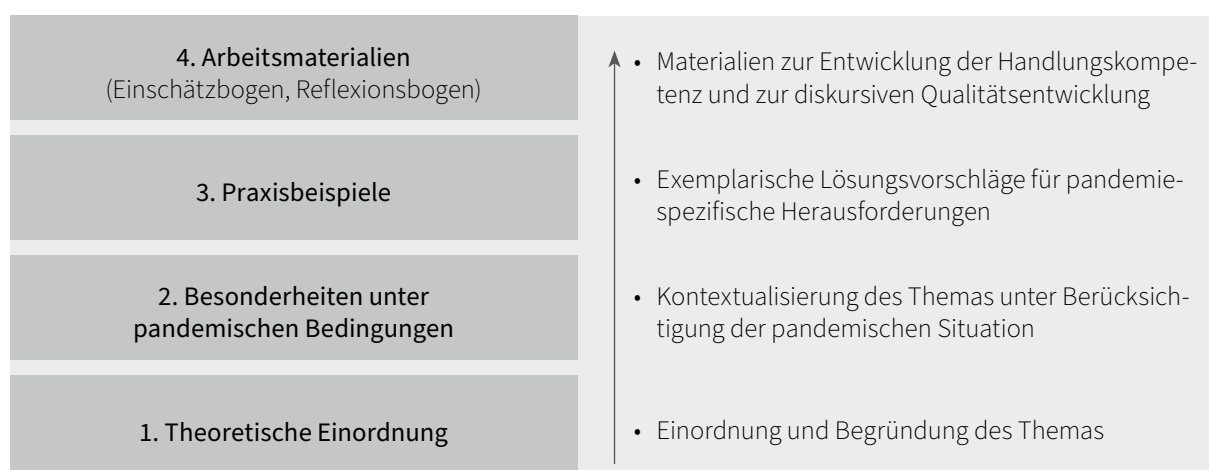 4. Arbeitsmaterialien
(Einschätzbogen, Reflexionsbogen)
• Materialien zur Entwicklung der Handlungskompe-
tenz und zur diskursiven Qualitätsentwicklung
3. Praxisbeispiele
• Exemplarische Lösungsvorschläge für pandemie-
spezifische Herausforderungen
2. Besonderheiten unter
pandemischen Bedingungen
• Kontextualisierung des Themas unter Berücksich-
tigung der pandemischen Situation
1. Theoretische Einordnung
• Einordnung und Begründung des Themas